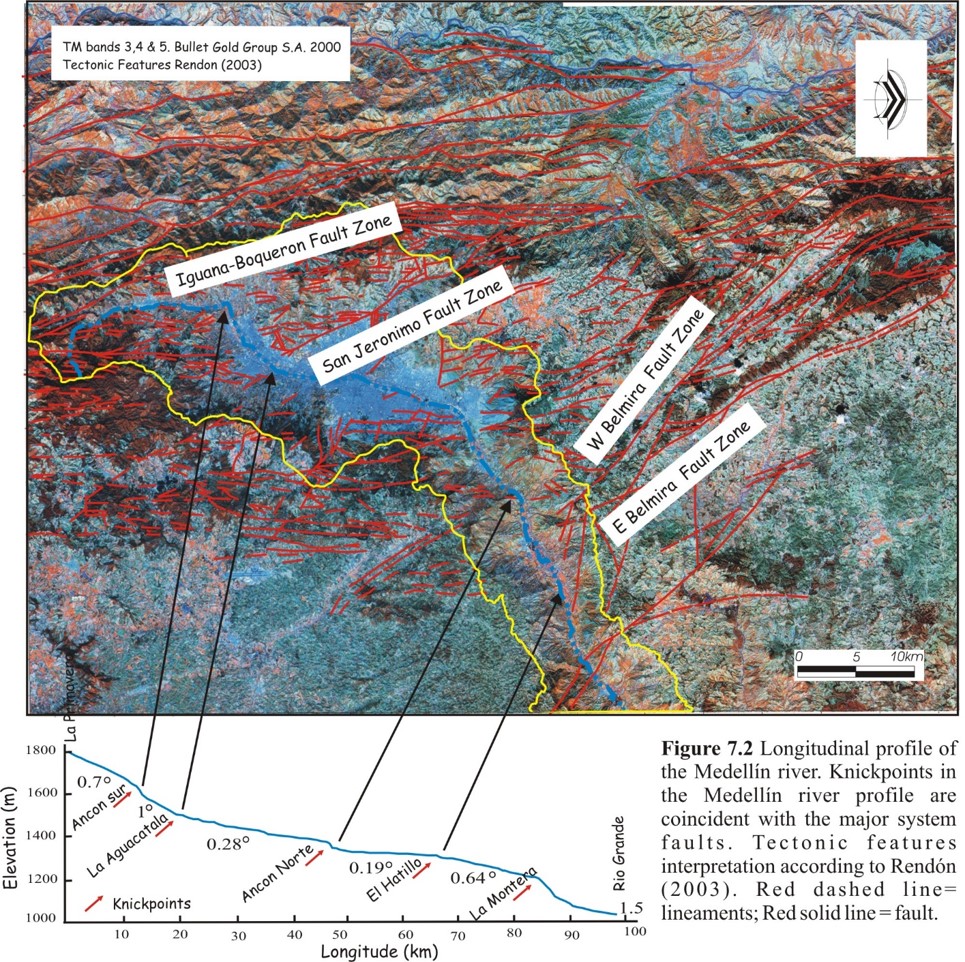 TM bands 3,4 & 5. Bullet Gold Group S.A. 2000
Tectonic Features Rendon (2003)
Iguana-Boqueron Fault Zone
San Jeronimo Fault Zone
W Belmira Fault Zone
E Belmira Fault Zone
0 5 10km
La Primavera
1800
1600
1400
1200
1000
Elevation (m)
0.7°
Ancon sur
1°
La Aguacatala
0.28°
Ancon Norte
0.19°
El Hatillo
0.64°
La Montera
Rio Grande
1.5
Knickpoints
10 20 30 40 50 60 70 80 90 100
Longitude (km)
Figure 7.2 Longitudinal profile of
the Medellín river. Knickpoints in
the Medellín river profile are
coincident with the major system
faults. Tectonic features
interpretation according to Rendón
(2003). Red dashed line=
lineaments; Red solid line = fault.